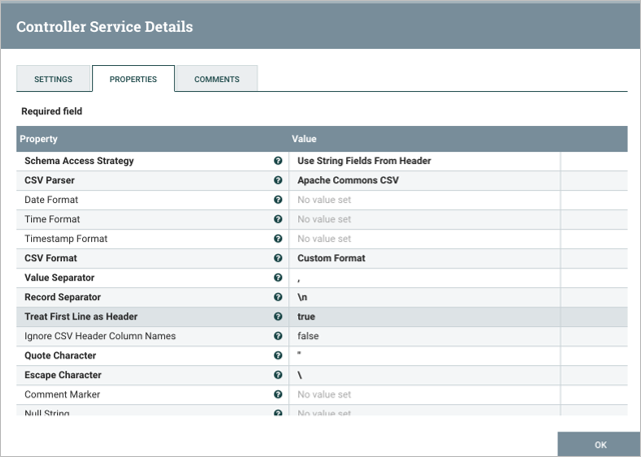 Controller Service Details
SETTINGS PROPERTIES COMMENTS
Required field
Property Value
Schema Access Strategy ? Use String Fields From Header
CSV Parser ? Apache Commons CSV
Date Format ? No value set
Time Format ? No value set
Timestamp Format ? No value set
CSV Format ? Custom Format
Value Separator ? ,
Record Separator ? \n
Treat First Line as Header ? true
Ignore CSV Header Column Names ? false
Quote Character ? "
Escape Character ? \
Comment Marker ? No value set
Null String ? No value set
OK